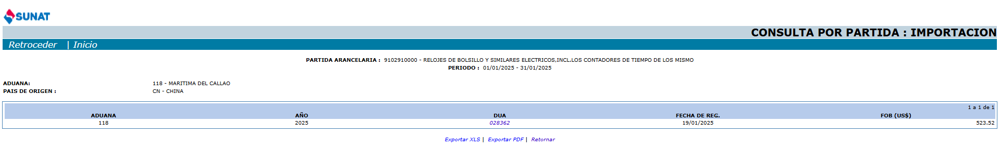 SUNAT
CONSULTA POR PARTIDA : IMPORTACION
Retroceder | Inicio
PARTIDA ARANCELARIA : 9102910000 - RELOJES DE BOLSILLO Y SIMILARES ELECTRICOS,INCL.LOS CONTADORES DE TIEMPO DE LOS MISMO
PERIODO : 01/01/2025 - 31/01/2025
ADUANA: 118 - MARITIMA DEL CALLAO
PAIS DE ORIGEN : CN - CHINA
1 a 1 de 1
ADUANA AÑO DUA FECHA DE REG. FOB (US$)
118 2025 028362 19/01/2025 523.52
Exportar XLS | Exportar PDF | Retornar